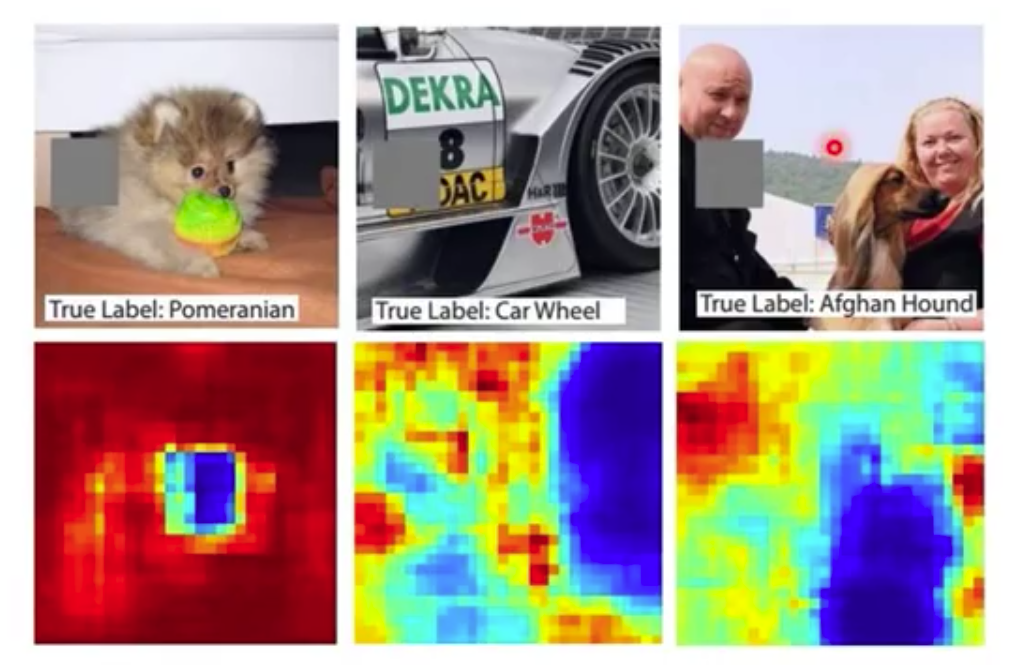 DEKRA
8
DAC
H&R
True Label: Pomeranian
True Label: Car Wheel
True Label: Afghan Hound